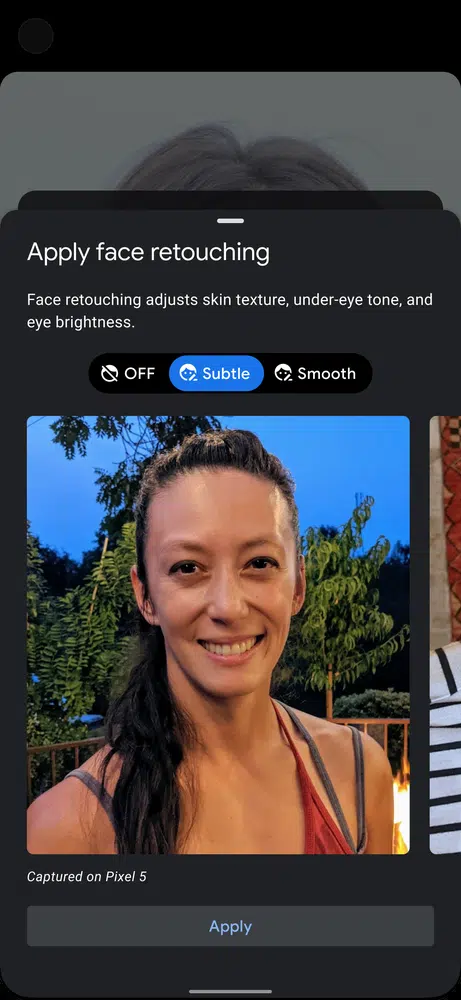 Apply face retouching
Face retouching adjusts skin texture, under-eye tone, and
eye brightness.
OFF Subtle Smooth
Captured on Pixel 5
Apply